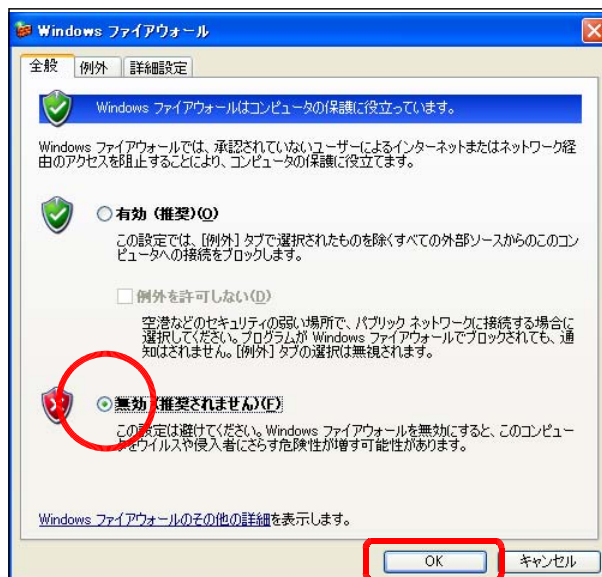 Windows ファイアウォール
全般 例外 詳細設定
Windows ファイアウォールはコンピュータの保護に役立っています。
Windows ファイアウォールでは、承認されていないユーザーによるインターネットまたはネットワーク経
由のアクセスを阻止することにより、コンピュータの保護に役立てます。
有効 (推奨)(O)
この設定では、[例外] タブで選択されたものを除くすべての外部ソースからのこのコン
ピュータへの接続をブロックします。
例外を許可しない(D)
空港などのセキュリティの弱い場所で、パブリック ネットワークに接続する場合に
選択してください。プログラムが Windows ファイアウォールでブロックされても、通
知はされません。[例外] タブの選択は無視されます。
無効 (推奨されません)(F)
この設定は避けてください。Windows ファイアウォールを無効にすると、このコンピュー
タをウイルスや侵入者にさらす危険性が増す可能性があります。
Windows ファイアウォールのその他の詳細を表示します。
OK キャンセル